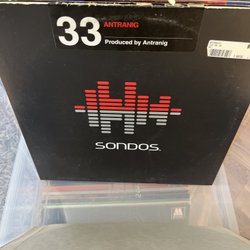 33
ANTRANIG
Produced by Antranig
SONDOS.